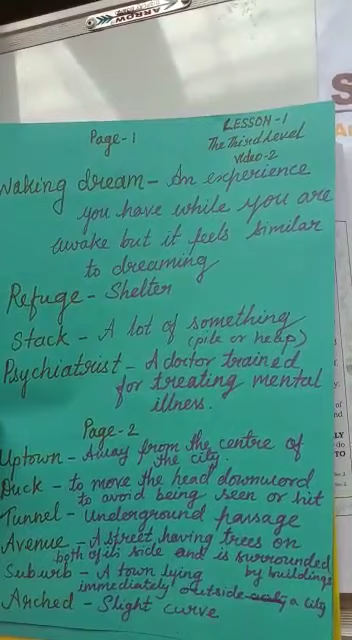 ARROW
Page-1
LESSON-1
The Third Level
Video-2
Waking dream - An experience
you have while you are
awake but it feels similar
to dreaming
Refuge - Shelter
Stack - A lot of something
(pile or heap)
Psychiatrist - A doctor trained
for treating mental
illness.
Page-2
Uptown - Away from the centre of
the city.
Duck - to move the head downword
to avoid being seen or hit
Tunnel - Underground passage
Avenue - A street having trees on
both of its side and is surrounded
by buildings
Suburb - A town lying
immediately outside a city
Arched - Slight curve